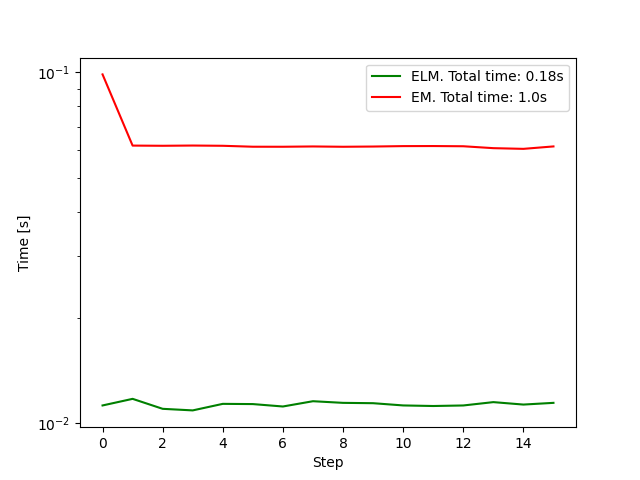 ELM. Total time: 0.18s
EM. Total time: 1.0s
10⁻¹
Time [s]
10⁻²
0 2 4 6 8 10 12 14
Step